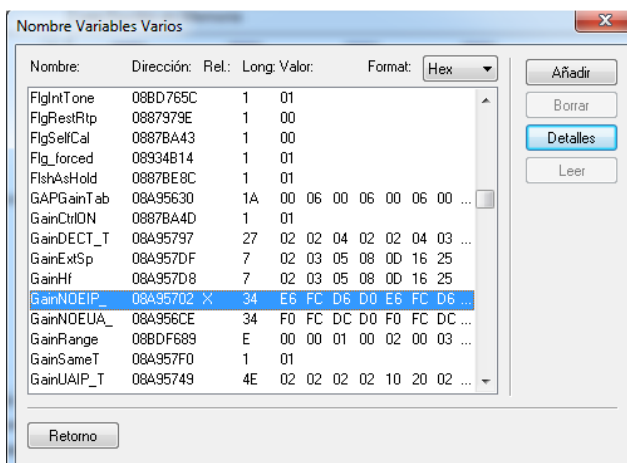 Nombre Variables Varios
Nombre: Dirección: Rel.: Long: Valor: Format: Hex
FlgIntTone 08BD765C 1 01
FlgRestRtp 0887979E 1 00
FlgSelfCal 0887BA43 1 00
Flg_forced 08934B14 1 01
FlshAsHold 0887BE8C 1 01
GAPGainTab 08A95630 1A 00 06 00 06 00 06 00 ...
GainCtrlON 0887BA4D 1 01
GainDECT_T 08A95797 27 02 02 04 02 02 04 03 ...
GainExtSp 08A957DF 7 02 03 05 08 0D 16 25
GainHf 08A957D8 7 02 03 05 08 0D 16 25
GainNOEIP_ 08A95702 X 34 E6 FC D6 D0 E6 FC D6 ...
GainNOEUA_ 08A956CE 34 F0 FC DC D0 F0 FC DC ...
GainRange 08BDF689 E 00 00 01 00 02 00 03 ...
GainSameT 08A957F0 1 01
GainUAIP_T 08A95749 4E 02 02 02 02 10 20 02 ...
Añadir
Borrar
Detalles
Leer
Retorno